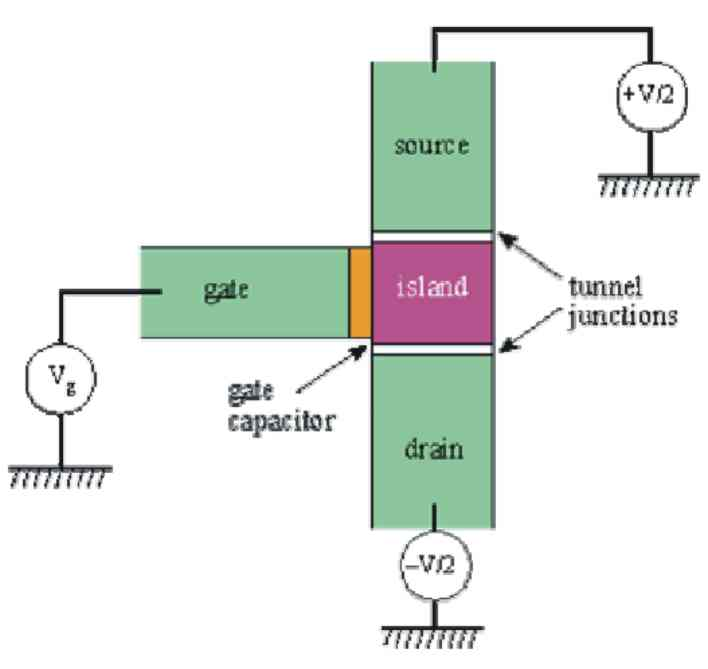 +V/2
source
gate
island
tunnel
junctions
Vg
gate
capacitor
drain
–V/2